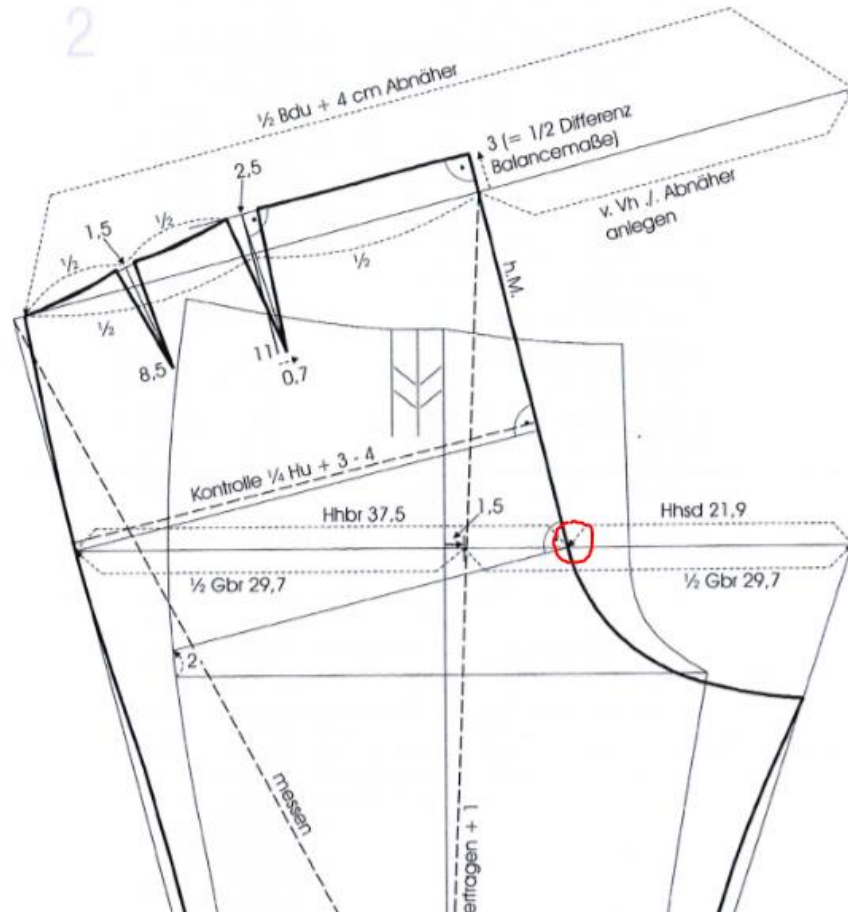 2
½ Bdu + 4 cm Abnäher
3 (= 1/2 Differenz
Balancemaße)
2,5
v. Vh ./. Abnäher
anlegen
1,5
½
½
½
½
h.M.
8,5
11
0,7
Kontrolle ¼ Hu + 3 - 4
Hhbr 37,5
1,5
Hhsd 21,9
½ Gbr 29,7
½ Gbr 29,7
2
messen
ertragen + 1